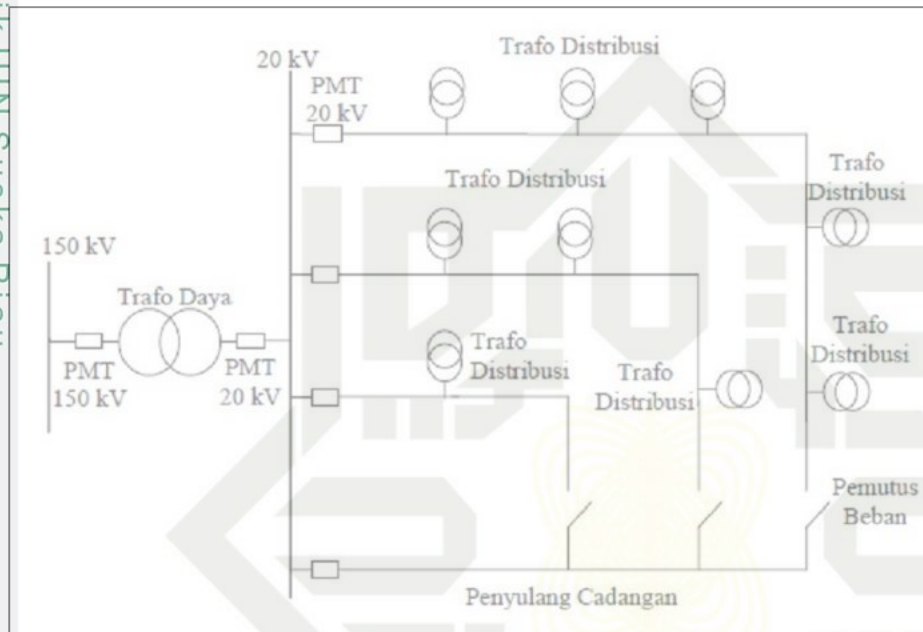 Trafo Distribusi
20 kV
PMT
20 kV
Trafo
Distribusi
Trafo Distribusi
150 kV
Trafo Daya
PMT
150 kV
PMT
20 kV
Trafo
Distribusi
Trafo
Distribusi
Trafo
Distribusi
Pemutus
Beban
Penyulang Cadangan